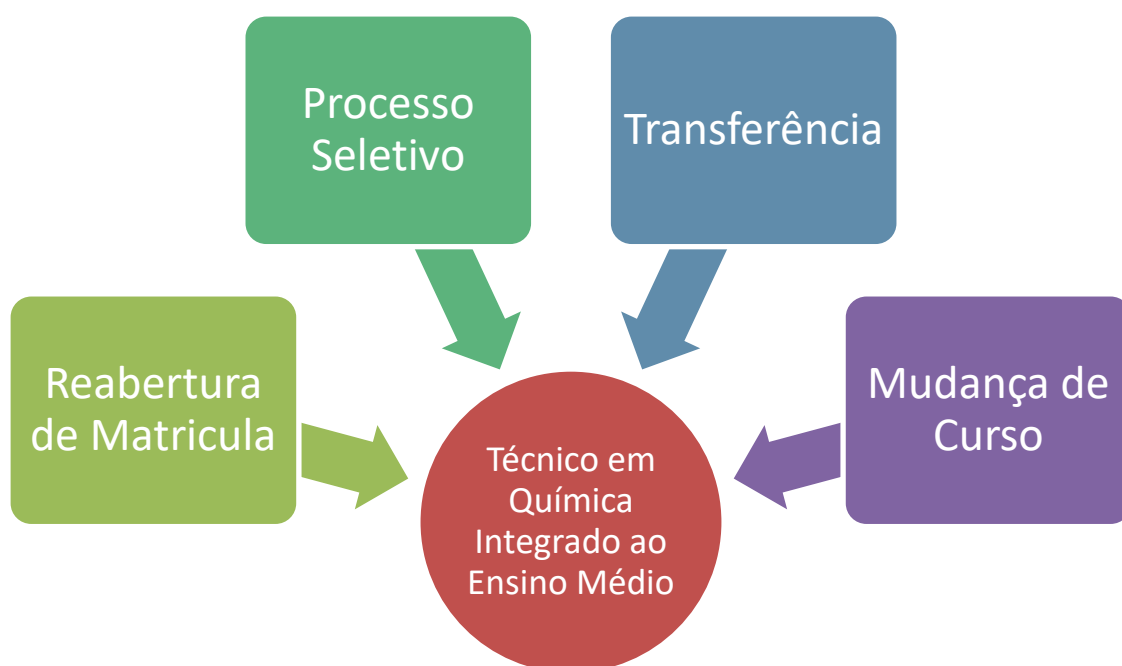 Processo
Seletivo
Transferência
Reabertura
de Matricula
Mudança de
Curso
Técnico em
Química
Integrado ao
Ensino Médio